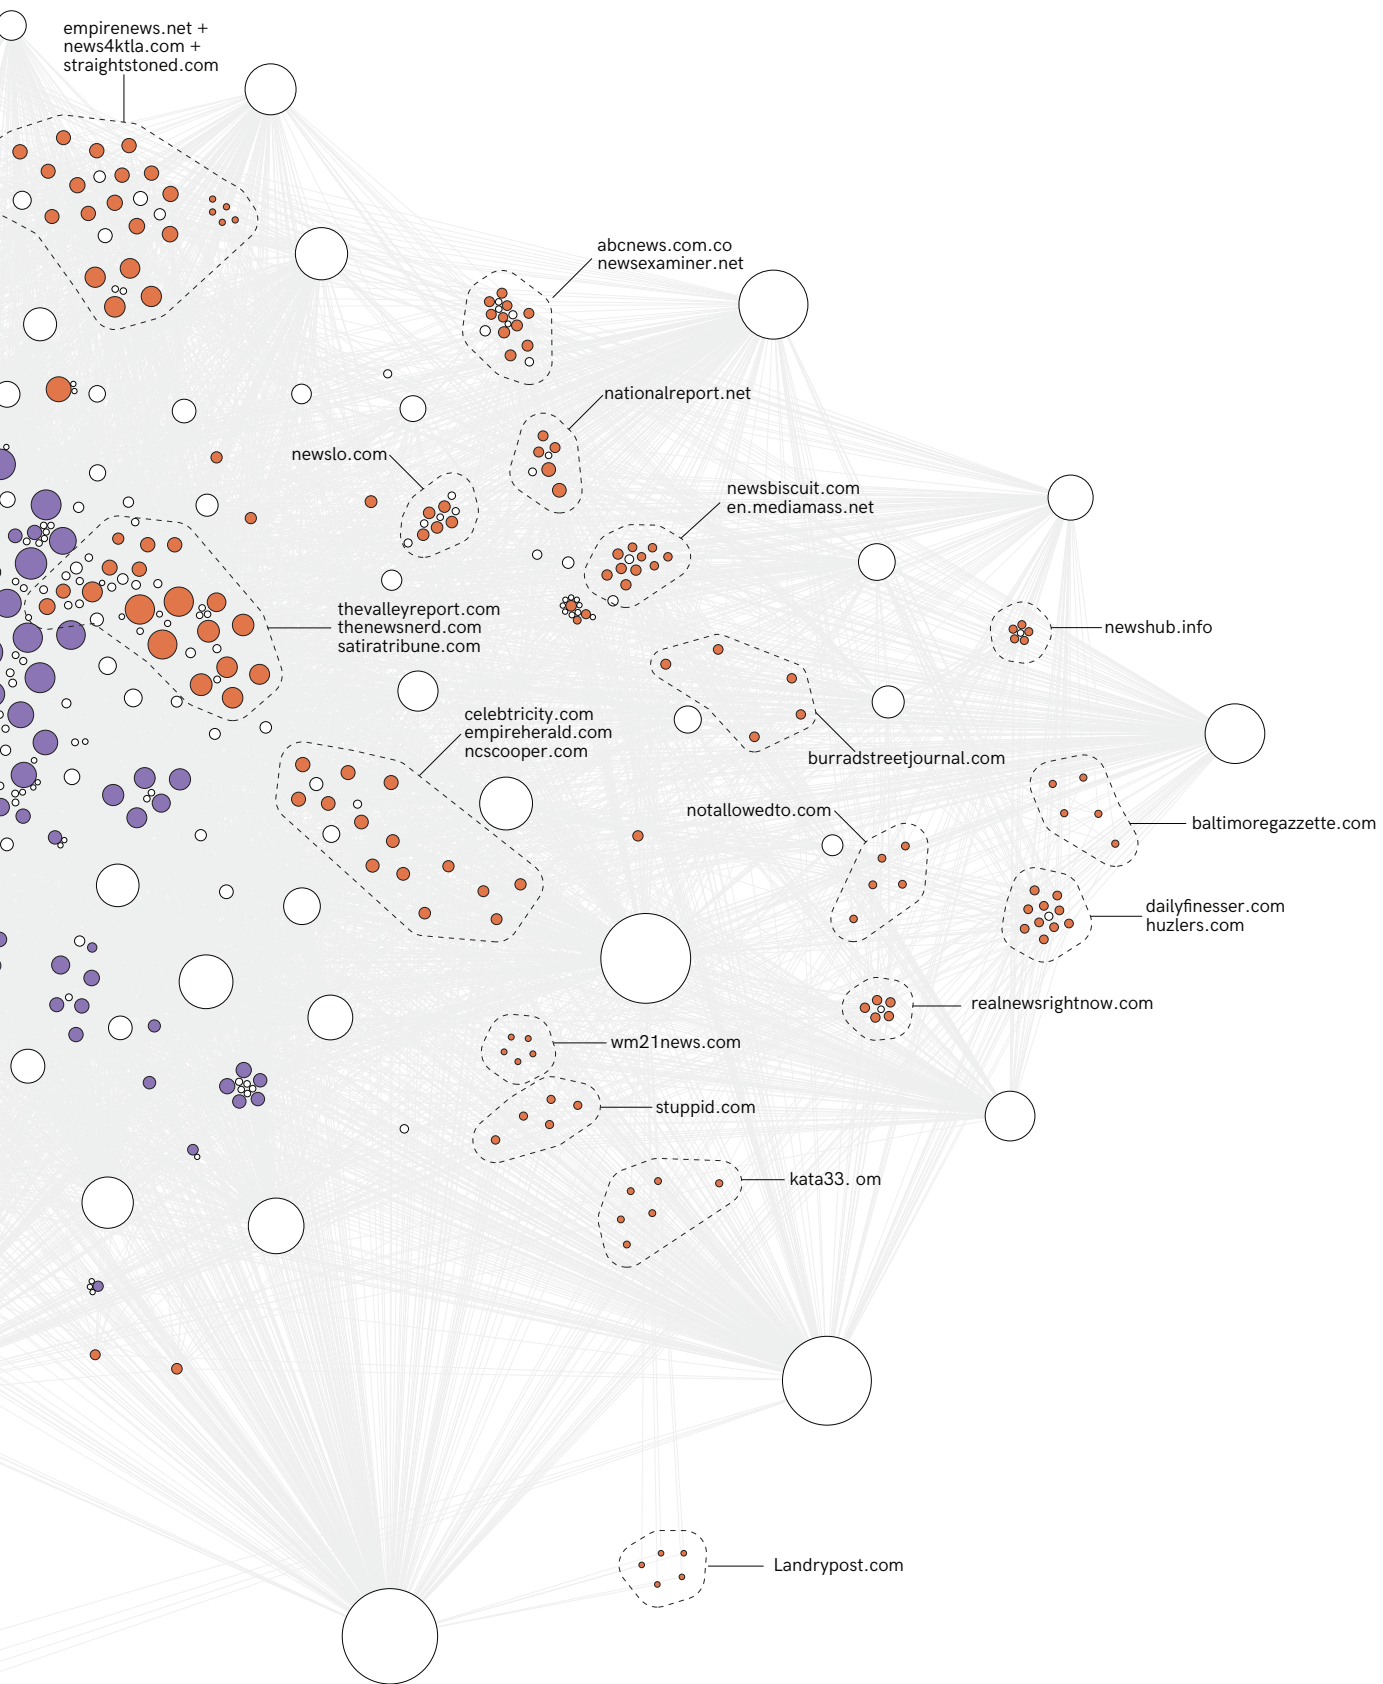 empirenews.net +
news4ktla.com +
straightstoned.com
abcnews.com.co
newsexaminer.net
nationalreport.net
newslo.com
newsbiscuit.com
en.mediamass.net
thevalleyreport.com
thenewsnerd.com
satiratribune.com
newshub.info
celebtricity.com
empireherald.com
ncscooper.com
burradstreetjournal.com
notallowedto.com
baltimoregazzette.com
dailyfinesser.com
huzlers.com
realnewsrightnow.com
wm21news.com
stuppid.com
kata33. om
Landrypost.com